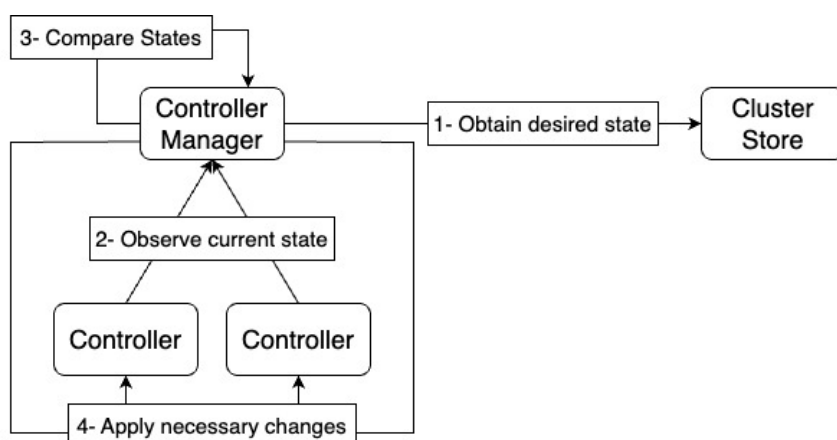 3- Compare States
Controller
Manager
1- Obtain desired state
Cluster
Store
2- Observe current state
Controller
Controller
4- Apply necessary changes